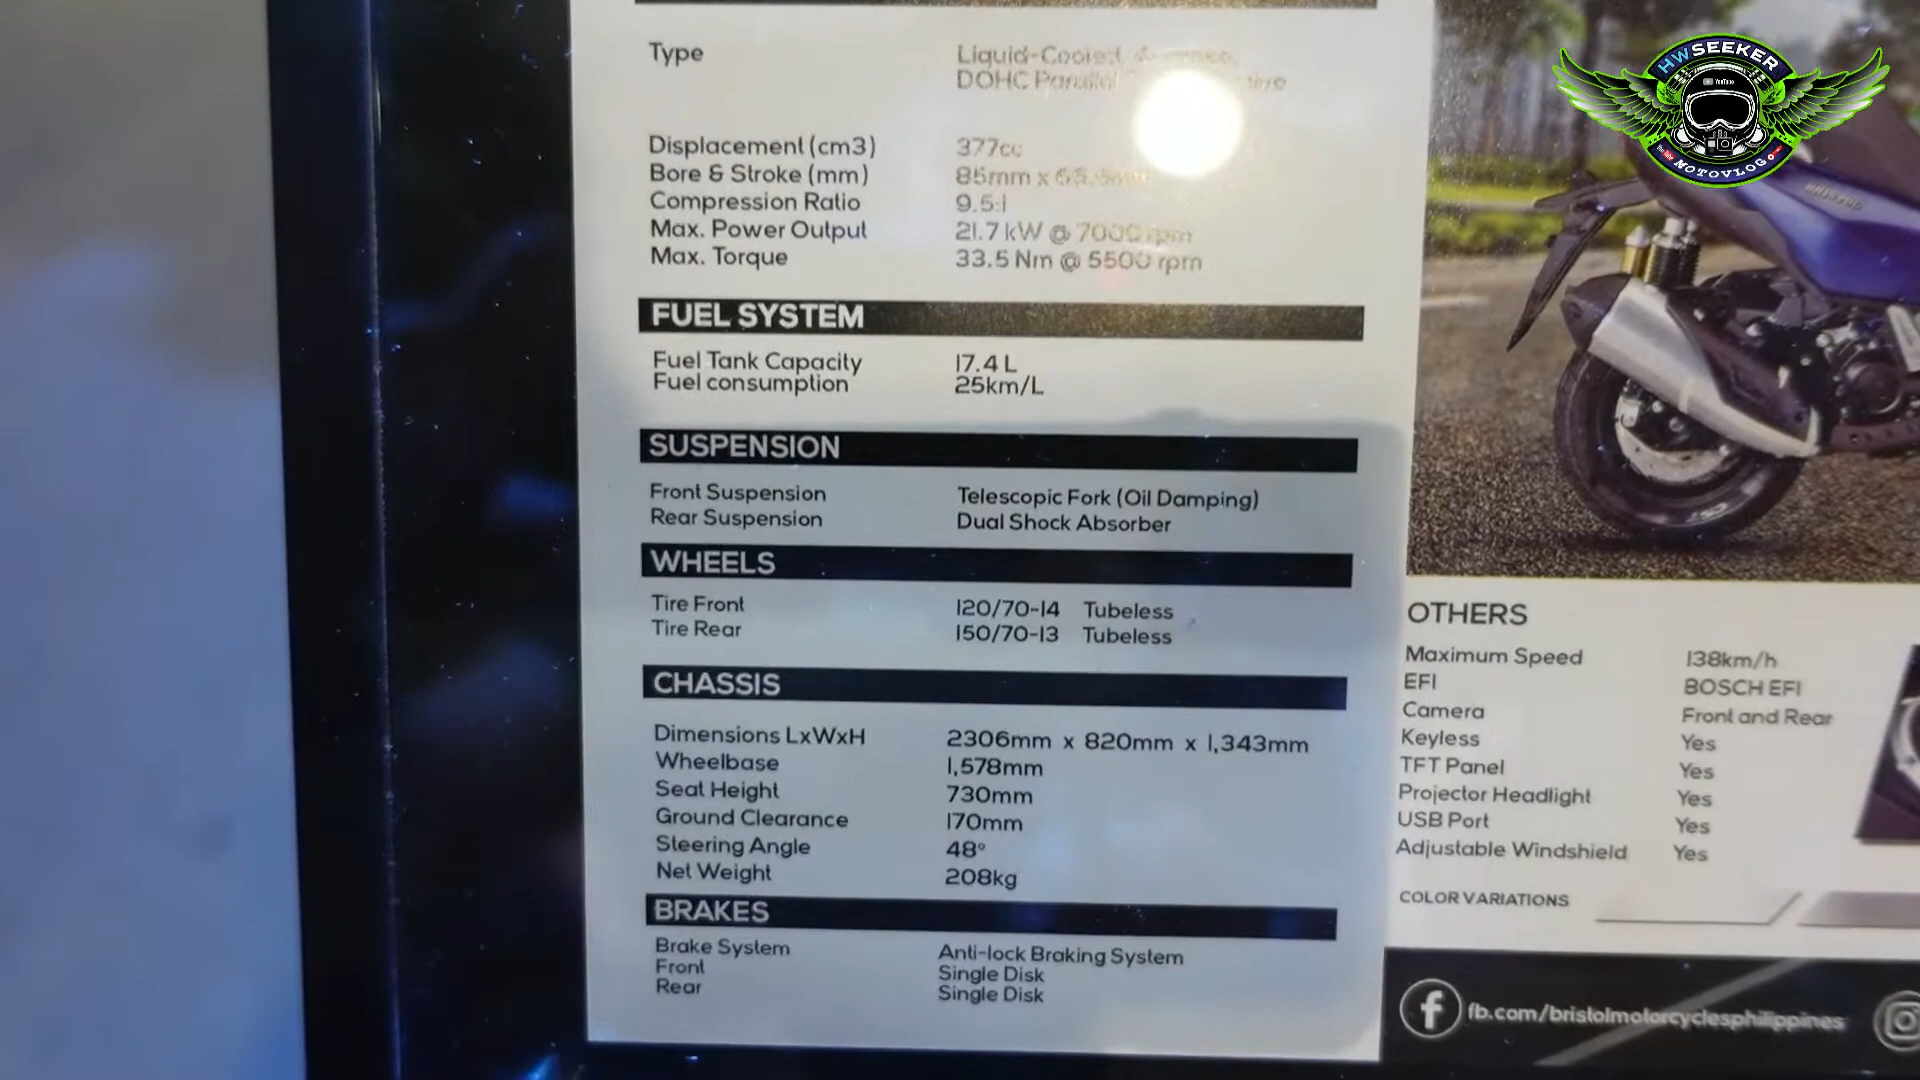 Type Liquid-Cooled,
DOHC Parallel
Displacement (cm3) 377cc
Bore & Stroke (mm) 85mm x
Compression Ratio 9.5:1
Max. Power Output 21.7 kW @ 7000 rpm
Max. Torque 33.5 Nm @ 5500 rpm
FUEL SYSTEM
Fuel Tank Capacity 17.4 L
Fuel consumption 25km/L
SUSPENSION
Front Suspension Telescopic Fork (Oil Damping)
Rear Suspension Dual Shock Absorber
WHEELS
Tire Front 120/70-14 Tubeless
Tire Rear 150/70-13 Tubeless
CHASSIS
Dimensions LxWxH 2306mm x 820mm x 1,343mm
Wheelbase 1,578mm
Seat Height 730mm
Ground Clearance 170mm
Steering Angle 48°
Net Weight 208kg
BRAKES
Brake System Anti-lock Braking System
Front Single Disk
Rear Single Disk
HWSEEKER
YouTube
MOTOVLOG
OTHERS
Maximum Speed 138km/h
EFI BOSCH EFI
Camera Front and Rear
Keyless Yes
TFT Panel Yes
Projector Headlight Yes
USB Port Yes
Adjustable Windshield Yes
COLOR VARIATIONS
fb.com/bristolmotorcyclesphilippines